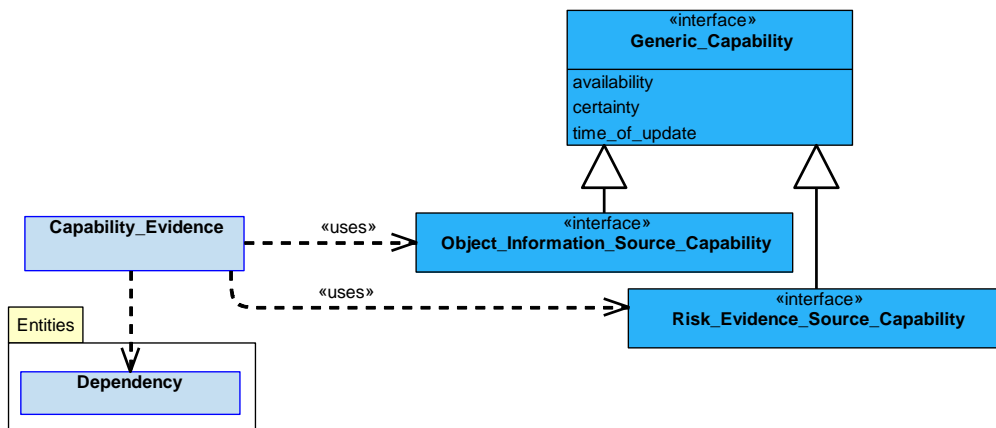 «interface»
Generic_Capability
availability
certainty
time_of_update
Capability_Evidence
«uses»
«interface»
Object_Information_Source_Capability
«uses»
«interface»
Risk_Evidence_Source_Capability
Entities
Dependency